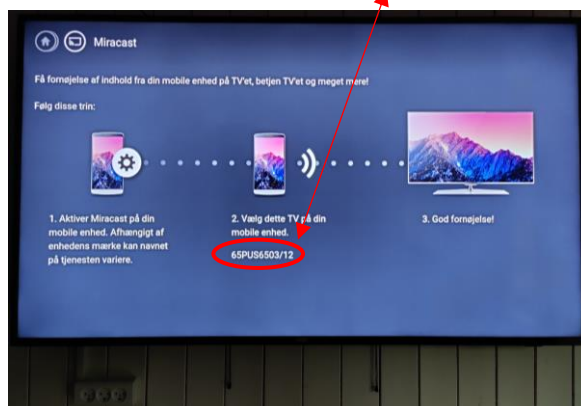 Miracast
Få fornøjelse af indhold fra din mobile enhed på TV'et, betjen TV'et og meget mere!
Følg disse trin:
1. Aktiver Miracast på din
mobile enhed. Afhængigt af
enhedens mærke kan navnet
på tjenesten variere.
2. Vælg dette TV på din
mobile enhed.
65PUS6503/12
3. God fornøjelse!